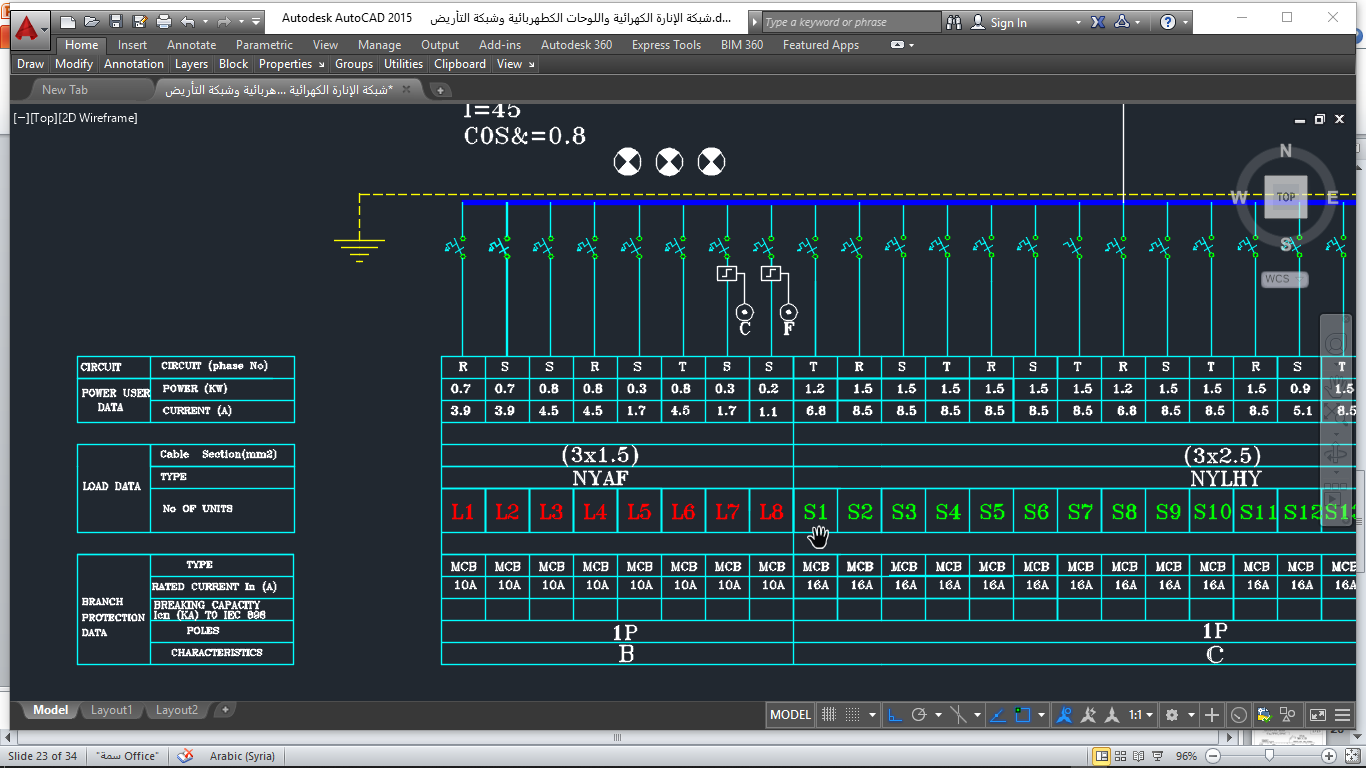 Autodesk AutoCAD 2015 شبكة الإنارة الكهرائية واللوحات الكطهربائية وشبكة التأريض.d...
Type a keyword or phrase
Sign In
Home Insert Annotate Parametric View Manage Output Add-ins Autodesk 360 Express Tools BIM 360 Featured Apps
Draw Modify Annotation Layers Block Properties Groups Utilities Clipboard View
New Tab
شبكة الإنارة الكهرائية ...هربائية وشبكة التأريض*
[−][Top][2D Wireframe]
I=45
C0S&=0.8
N
W TOP E
S
WCS
C F
CIRCUIT CIRCUIT (phase No) R S S R S T S S T R S T R S T R S T R S T
POWER USER DATA POWER (KW) 0.7 0.7 0.8 0.8 0.3 0.8 0.3 0.2 1.2 1.5 1.5 1.5 1.5 1.5 1.5 1.2 1.5 1.5 1.5 0.9 1.5
CURRENT (A) 3.9 3.9 4.5 4.5 1.7 4.5 1.7 1.1 6.8 8.5 8.5 8.5 8.5 8.5 8.5 6.8 8.5 8.5 8.5 5.1 8.5
LOAD DATA Cable Section(mm2) (3x1.5) (3x2.5)
TYPE NYAF NYLHY
No OF UNITS L1 L2 L3 L4 L5 L6 L7 L8 S1 S2 S3 S4 S5 S6 S7 S8 S9 S10 S11 S12 S13
BRANCH PROTECTION DATA TYPE MCB MCB MCB MCB MCB MCB MCB MCB MCB MCB MCB MCB MCB MCB MCB MCB MCB MCB MCB MCB MCB
RATED CURRENT In (A) 10A 10A 10A 10A 10A 10A 10A 10A 16A 16A 16A 16A 16A 16A 16A 16A 16A 16A 16A 16A 16A
BREAKING CAPACITY
Icn (KA) TO IEC 898
POLES 1P 1P
CHARACTERISTICS B C
Model Layout1 Layout2
MODEL 1:1
Slide 23 of 34 "سمة Office" Arabic (Syria) 96%